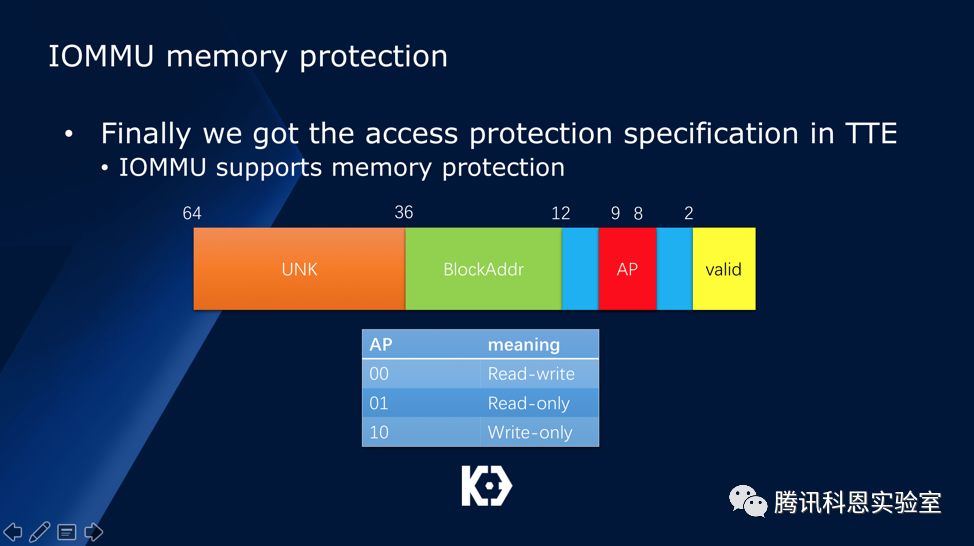 IOMMU memory protection
• Finally we got the access protection specification in TTE
• IOMMU supports memory protection
64 36 12 9 8 2
UNK BlockAddr AP valid
AP meaning
00 Read-write
01 Read-only
10 Write-only
腾讯科恩实验室